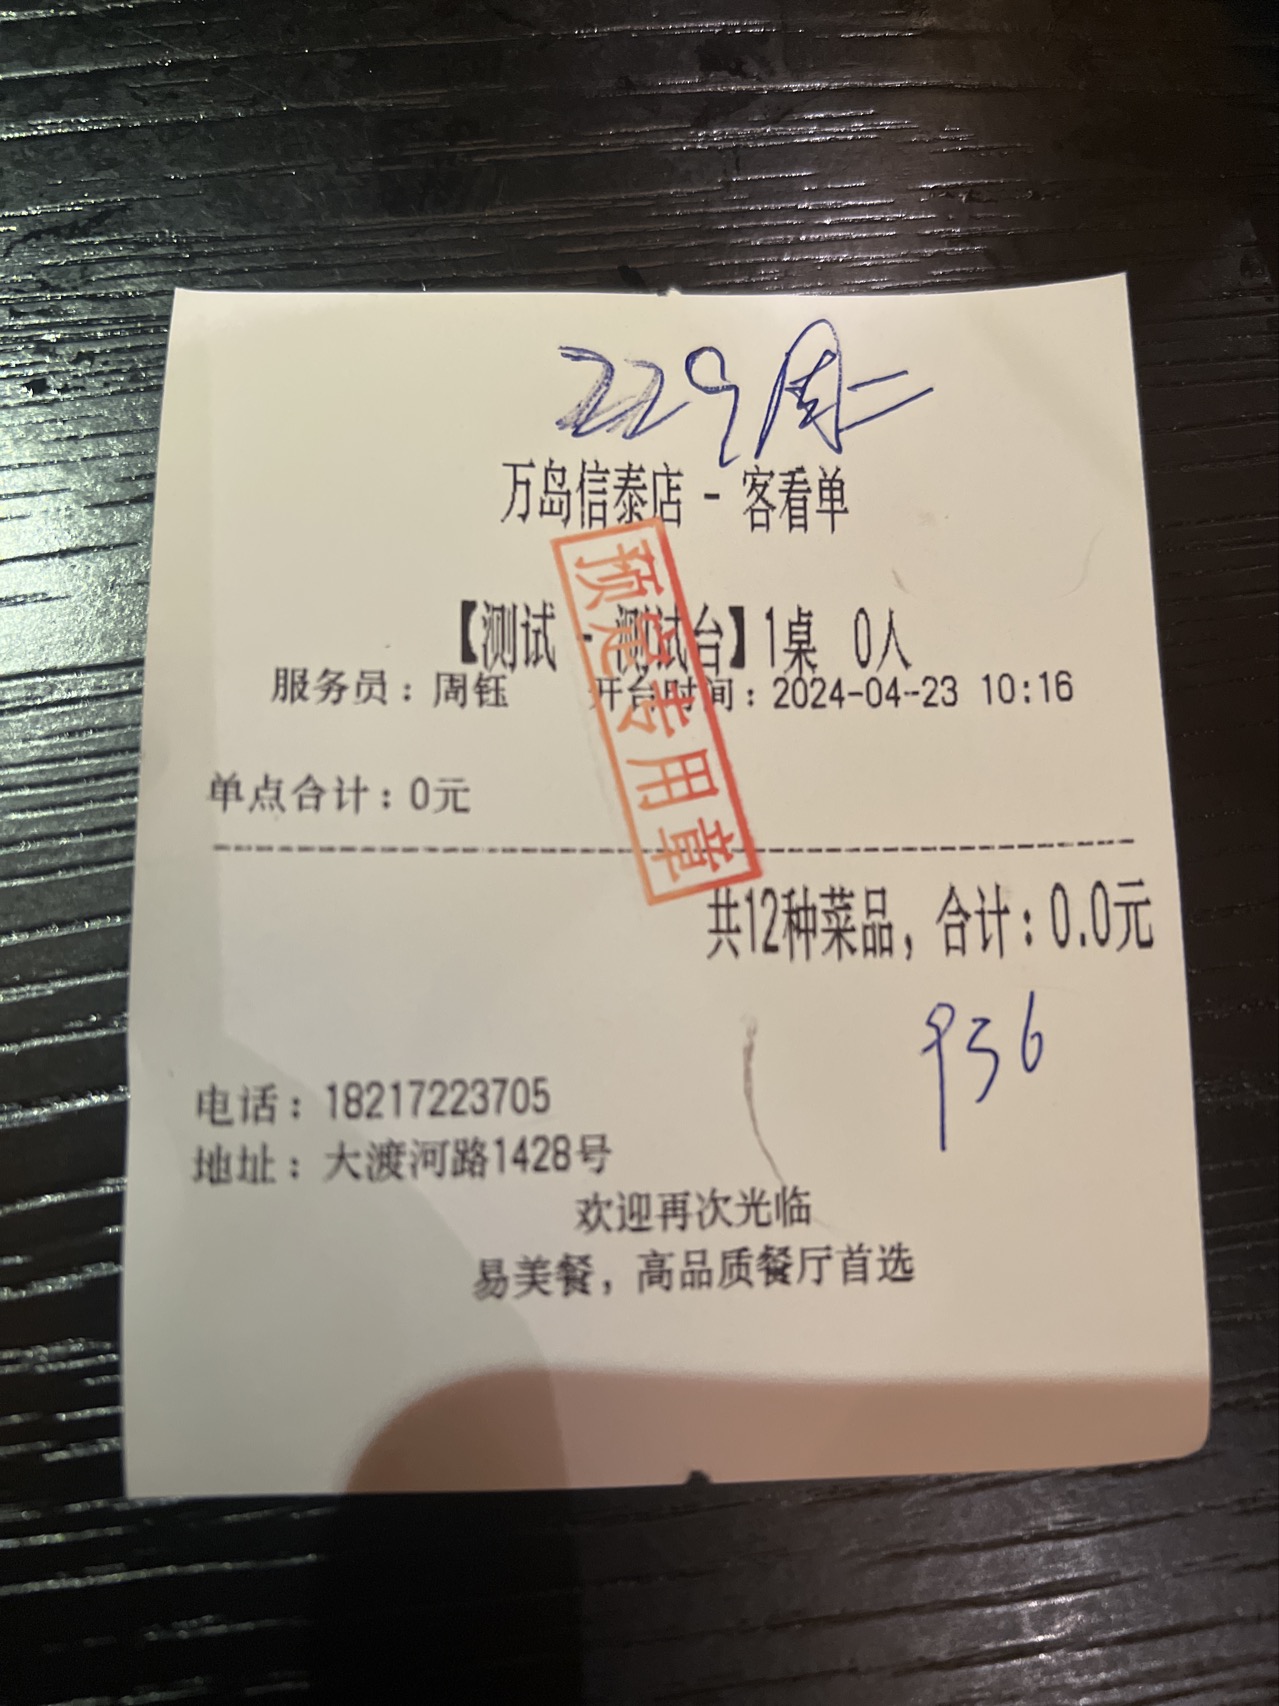 229 周二
万岛信泰店 - 客看单
预定专用章
【测试 - 测试台】1桌 0人
服务员：周钰 开台时间：2024-04-23 10:16
单点合计：0元
共12种菜品，合计：0.0元
936
电话：18217223705
地址：大渡河路1428号
欢迎再次光临
易美餐，高品质餐厅首选